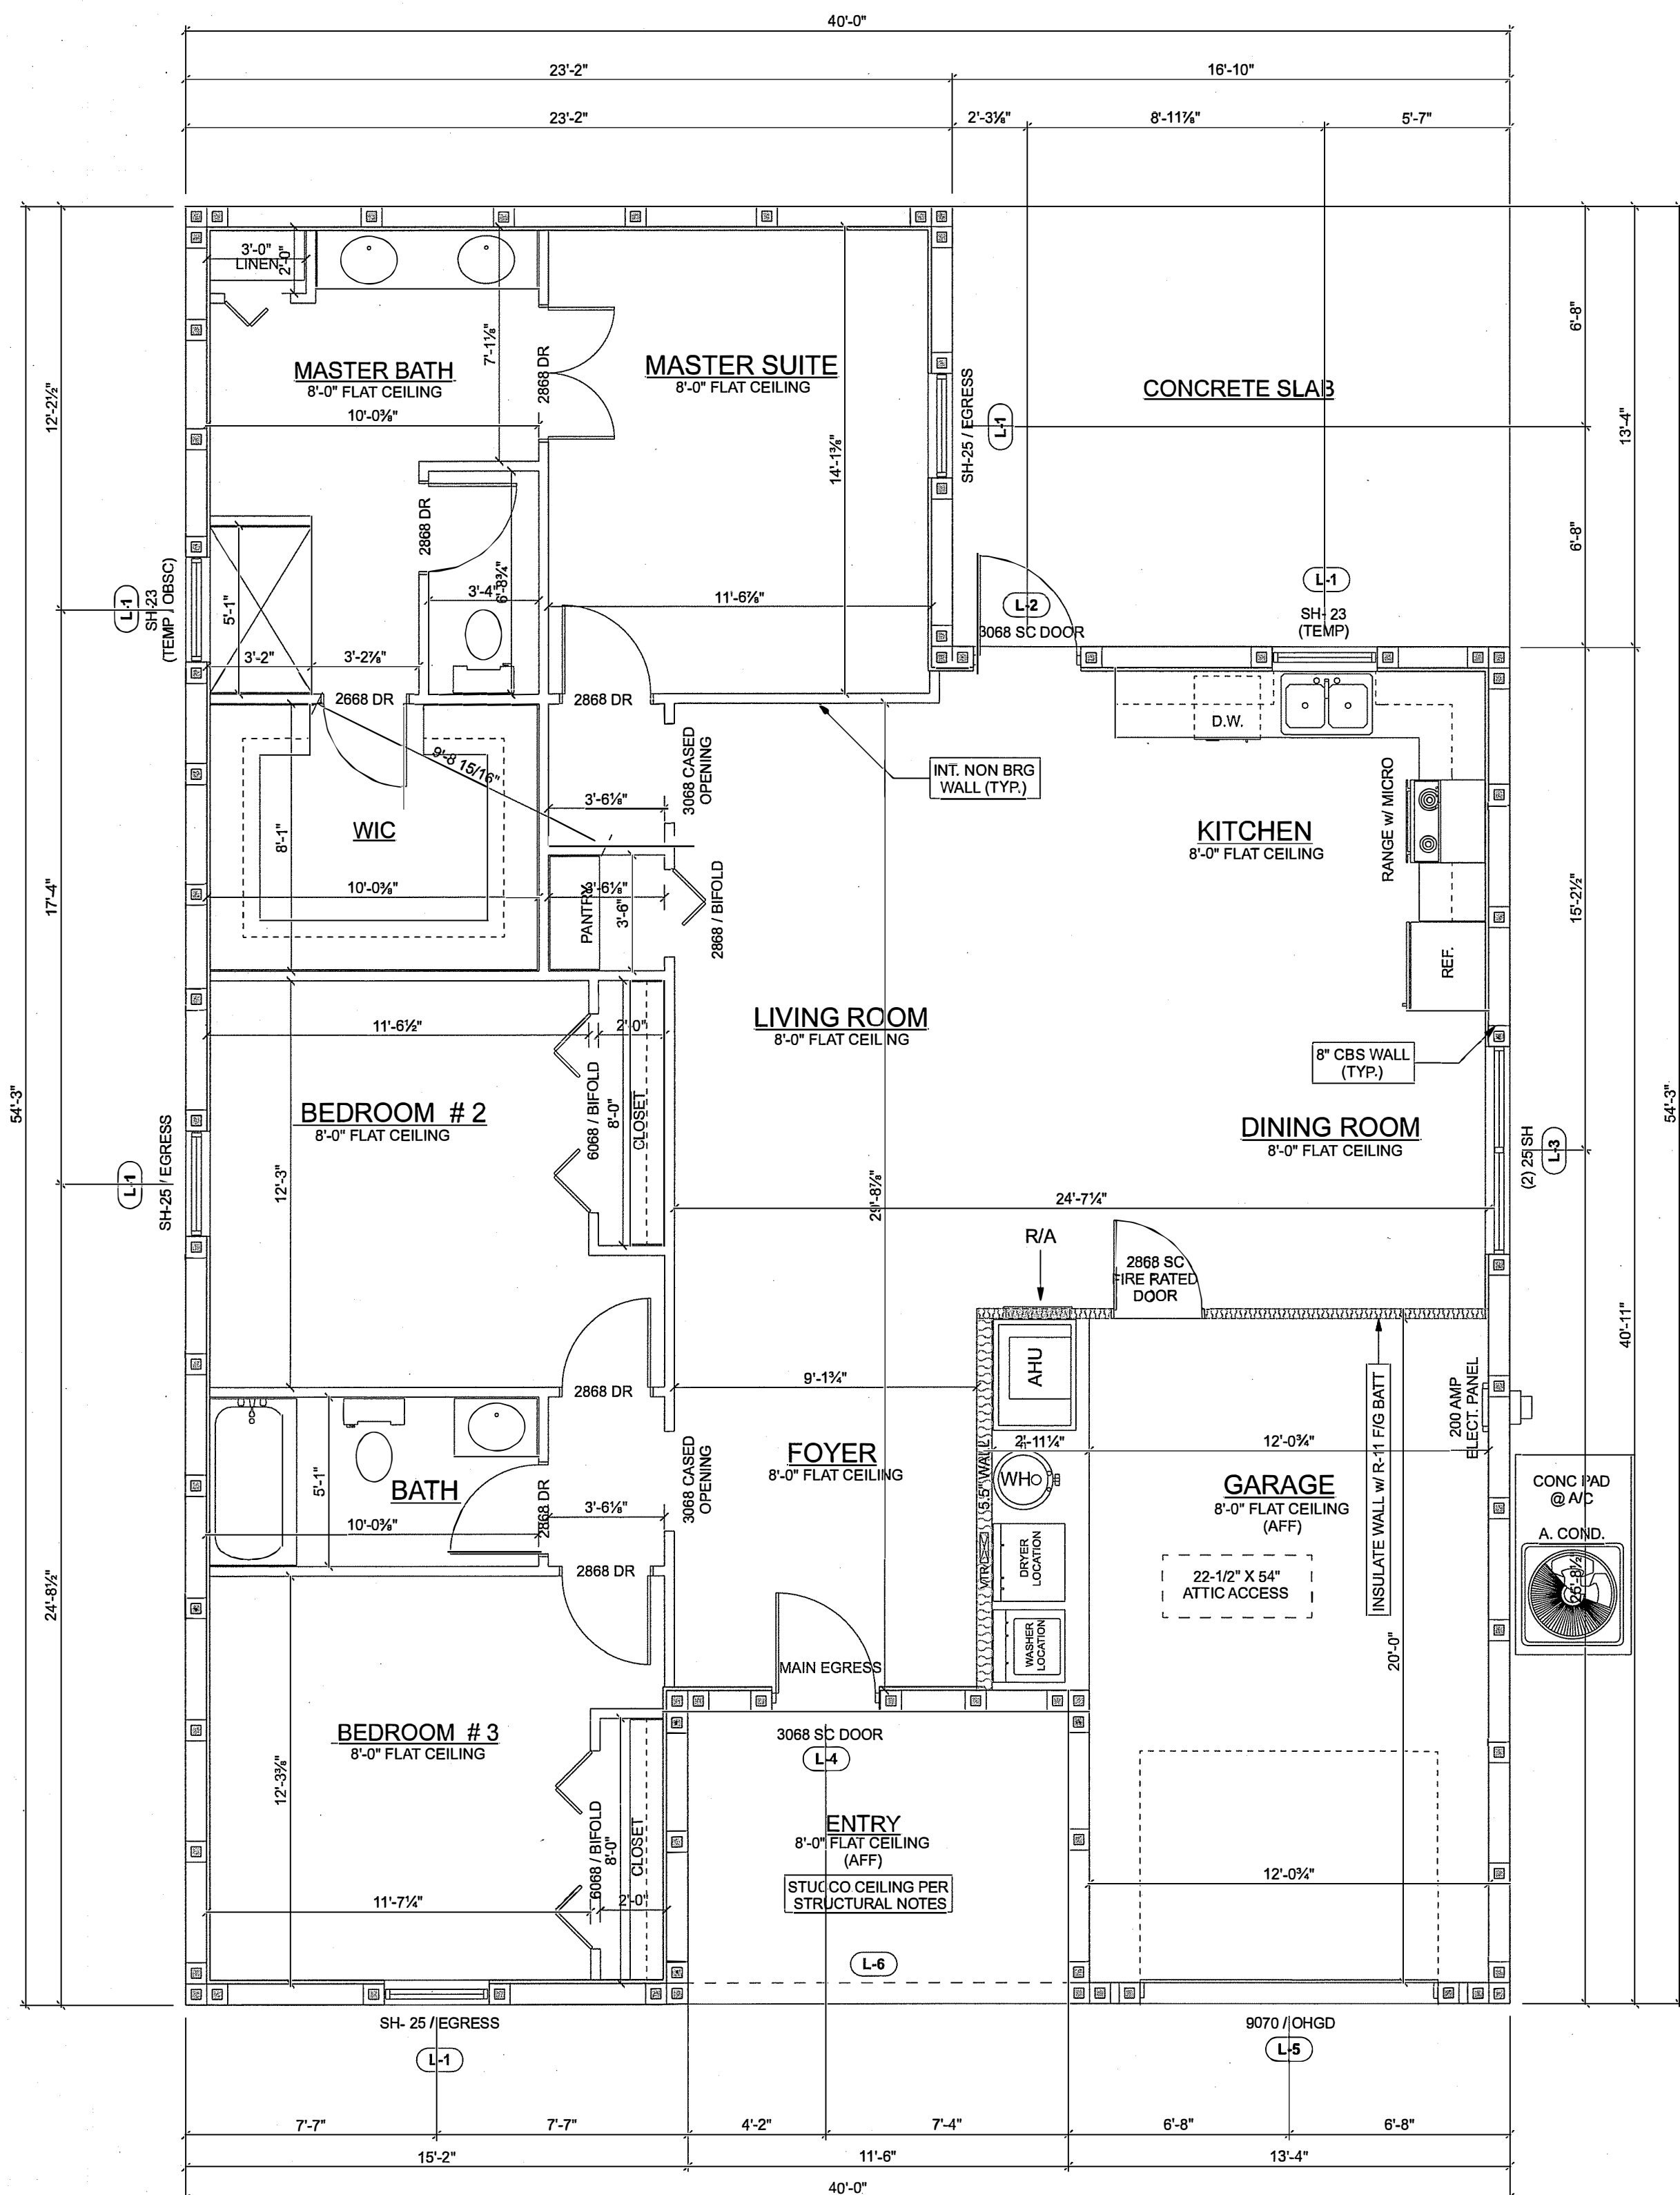 40'-0"
23'-2"
16'-10"
23'-2"
2'-3⅛"
8'-11⅞"
5'-7"
3'-0"
LINEN
2'-0"
7'-1⅛"
2868 DR
MASTER BATH
8'-0" FLAT CEILING
10'-0⅜"
MASTER SUITE
8'-0" FLAT CEILING
14'-1⅜"
SH-25 / EGRESS
L-1
CONCRETE SLAB
6'-8"
13'-4"
6'-8"
12'-2½"
L-1
SH-23
(TEMP / OBSC)
5'-1"
3'-2"
3'-2⅞"
2868 DR
3'-4"
6'-8¾"
11'-6⅞"
L-2
3068 SC DOOR
L-1
SH- 23
(TEMP)
2668 DR
2868 DR
9'-8 15/16"
3068 CASED
OPENING
INT. NON BRG
WALL (TYP.)
D.W.
RANGE w/ MICRO
KITCHEN
8'-0" FLAT CEILING
REF.
17'-4"
WIC
8'-1"
10'-0⅜"
3'-6⅛"
3'-6⅛"
PANTRY
3'-6"
2868 / BIFOLD
15'-2½"
54'-3"
LIVING ROOM
8'-0" FLAT CEILING
8" CBS WALL
(TYP.)
11'-6½"
2'-0"
6068 / BIFOLD
8'-0"
CLOSET
BEDROOM # 2
8'-0" FLAT CEILING
12'-3"
L-1
SH-25 / EGRESS
DINING ROOM
8'-0" FLAT CEILING
(2) 25 SH
L-3
54'-3"
29'-8⅞"
24'-7¼"
R/A
2868 SC
FIRE RATED
DOOR
40'-11"
AHU
9'-1¾"
2868 DR
FOYER
8'-0" FLAT CEILING
3068 CASED
OPENING
5.5" WALL
2'-11¼"
12'-0¾"
WH
GARAGE
8'-0" FLAT CEILING
(AFF)
INSULATE WALL w/ R-11 F/G BATT
200 AMP
ELECT. PANEL
CONC PAD
@ A/C
A. COND.
26'-8½"
BATH
5'-1"
10'-0⅜"
2868 DR
3'-6⅛"
2868 DR
24'-8½"
VTR
DRYER
LOCATION
22-1/2" X 54"
ATTIC ACCESS
WASHER
LOCATION
20'-0"
MAIN EGRESS
3068 SC DOOR
L-4
BEDROOM # 3
8'-0" FLAT CEILING
12'-3⅜"
6068 / BIFOLD
8'-0"
CLOSET
11'-7¼"
2'-0"
ENTRY
8'-0" FLAT CEILING
(AFF)
STUCCO CEILING PER
STRUCTURAL NOTES
L-6
12'-0¾"
SH- 25 / EGRESS
L-1
9070 / OHGD
L-5
7'-7"
7'-7"
4'-2"
7'-4"
6'-8"
6'-8"
15'-2"
11'-6"
13'-4"
40'-0"